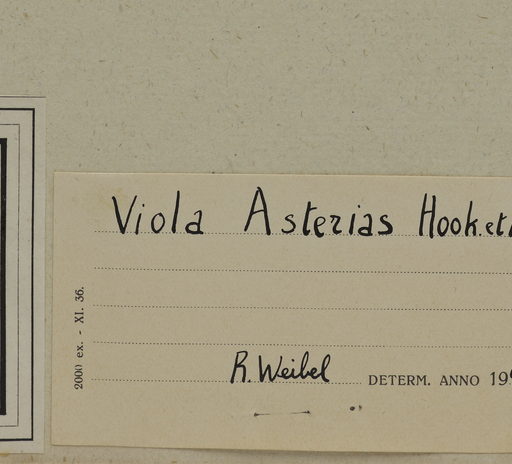 Viola Asterias Hook. et
R. Weibel DETERM. ANNO 19
2000 ex. - XI. 36.